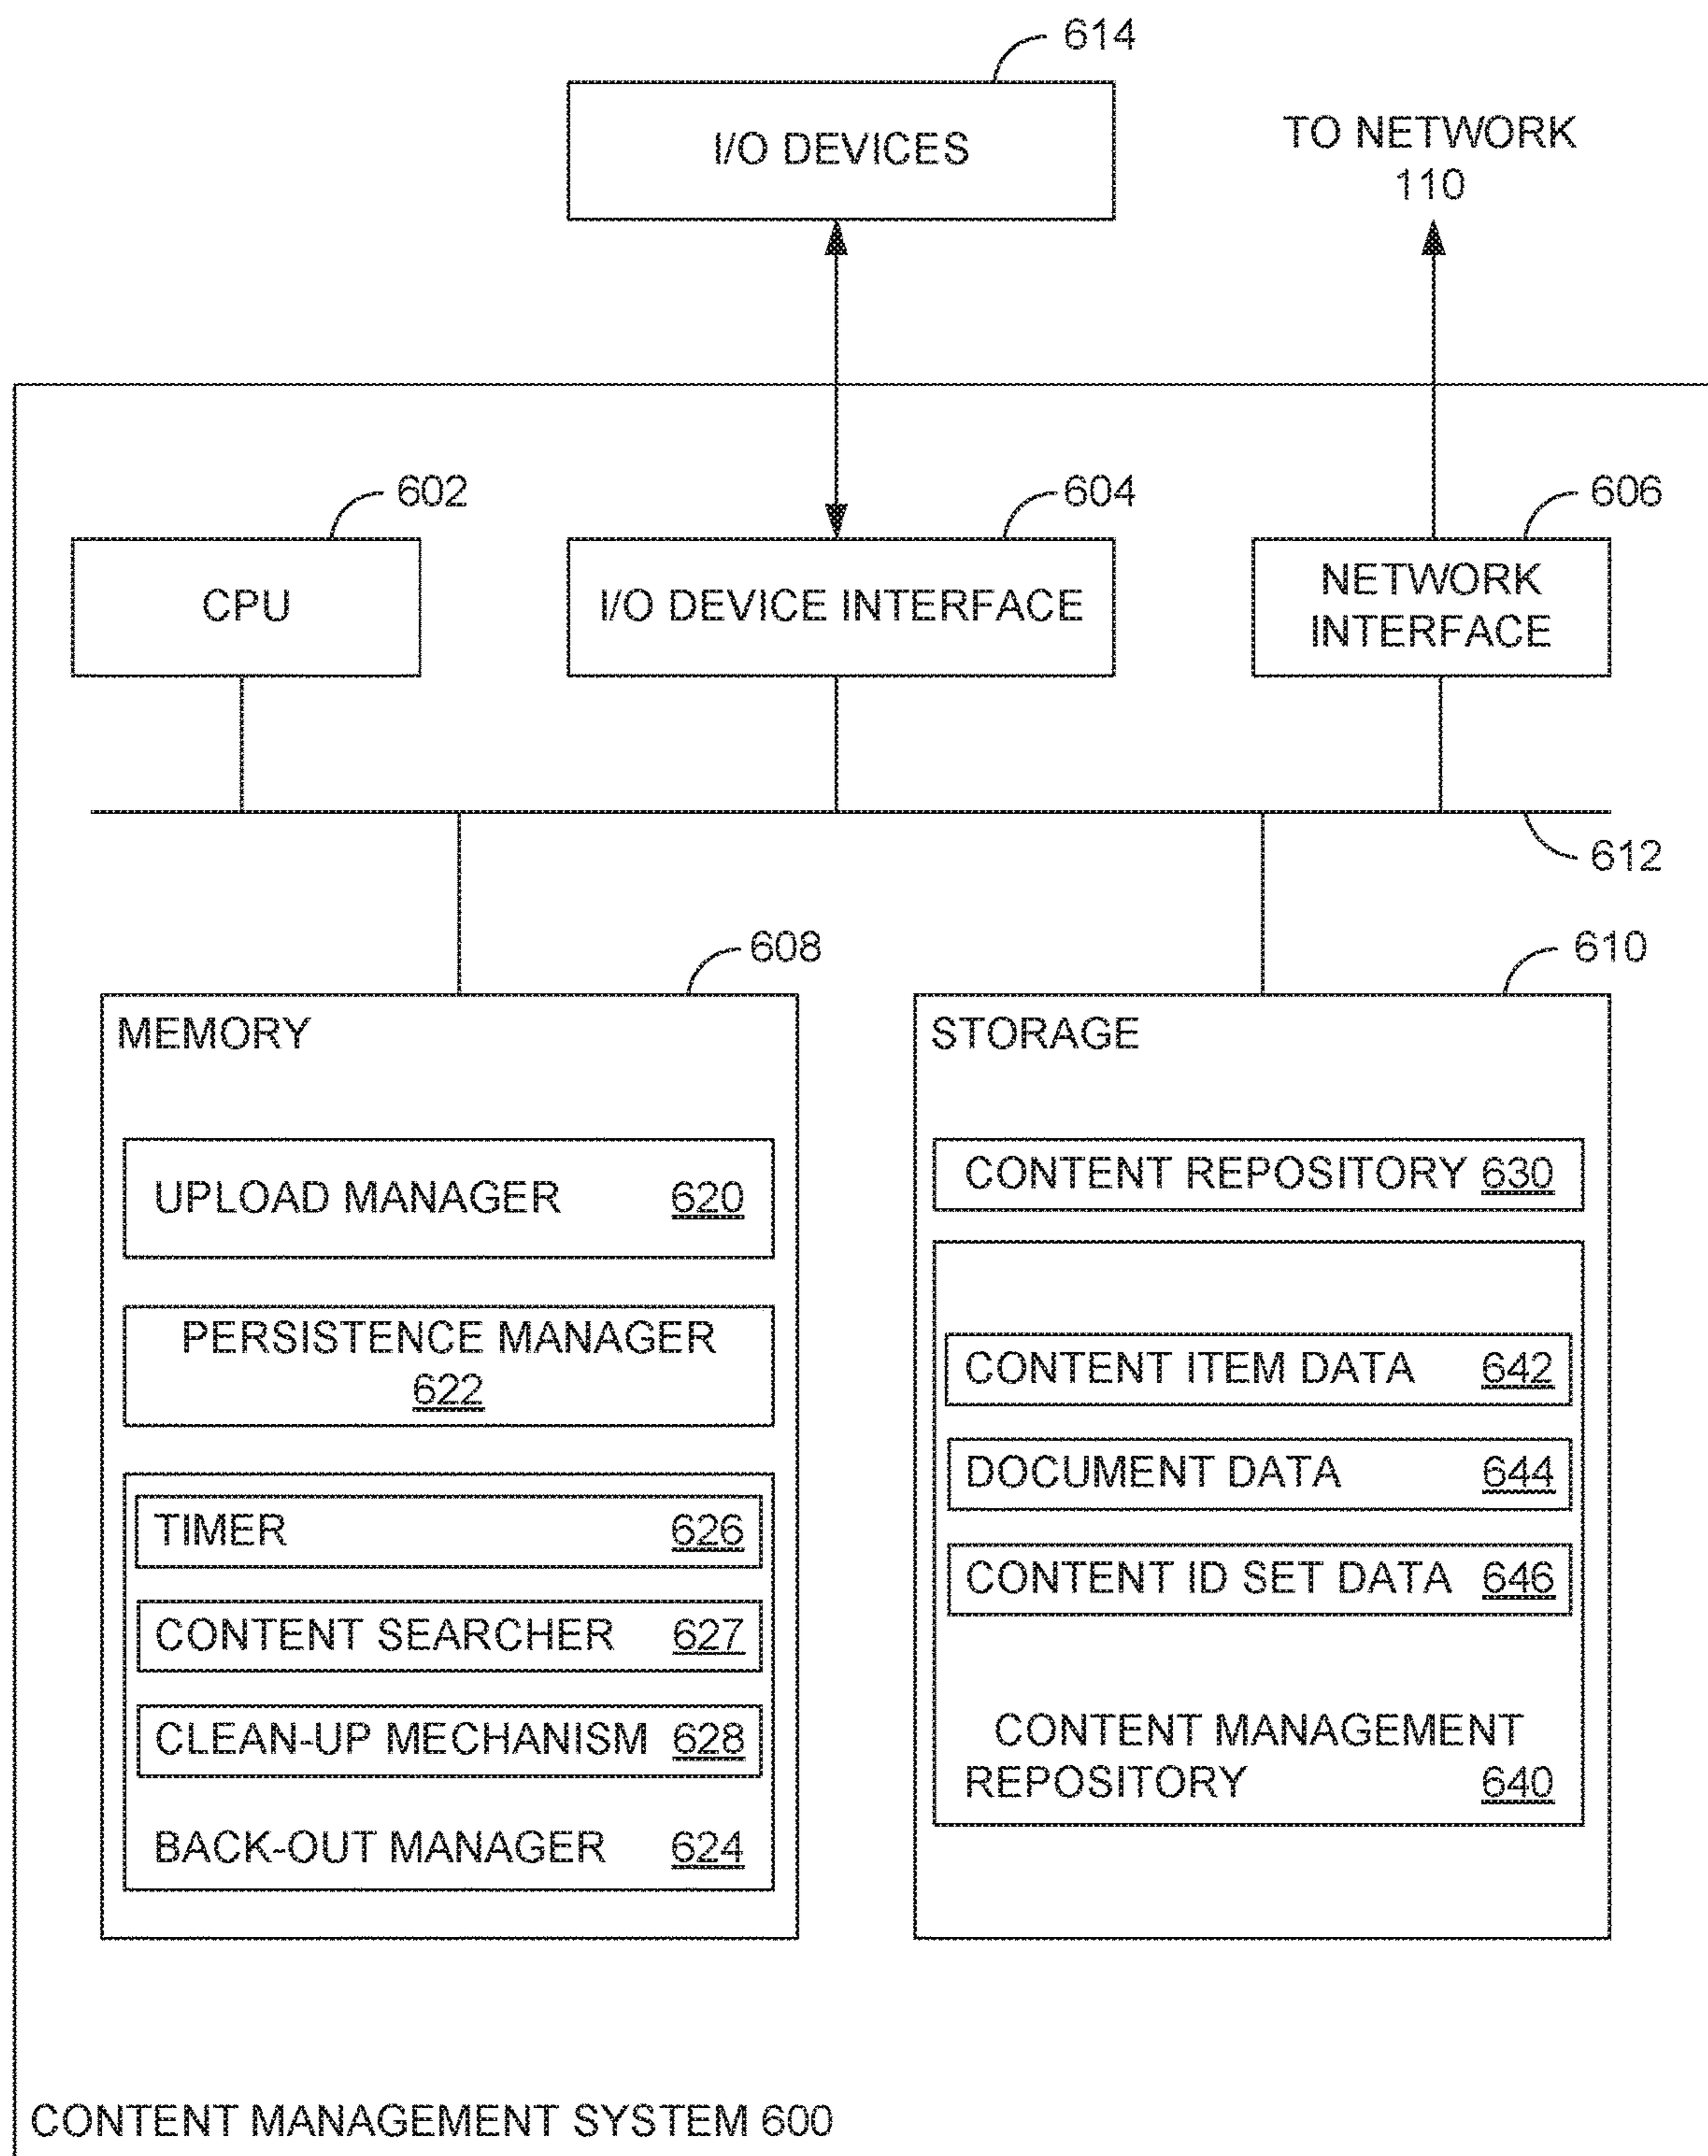 614
I/O DEVICES
TO NETWORK
110
602
604
606
CPU
I/O DEVICE INTERFACE
NETWORK
INTERFACE
612
608
610
MEMORY
UPLOAD MANAGER 620
PERSISTENCE MANAGER
622
TIMER 626
CONTENT SEARCHER 627
CLEAN-UP MECHANISM 628
BACK-OUT MANAGER 624
STORAGE
CONTENT REPOSITORY 630
CONTENT ITEM DATA 642
DOCUMENT DATA 644
CONTENT ID SET DATA 646
CONTENT MANAGEMENT
REPOSITORY 640
CONTENT MANAGEMENT SYSTEM 600